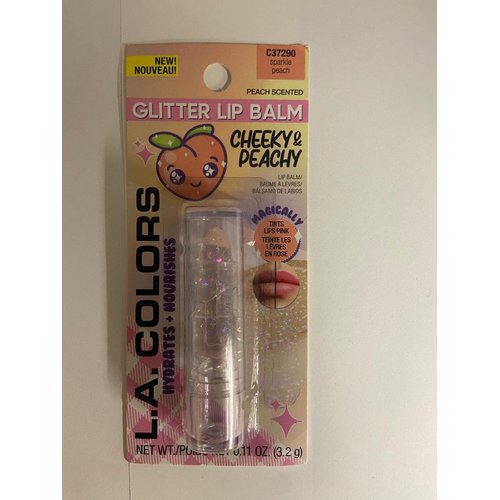 NEW!
NOUVEAU!
C37290
sparkle
peach
PEACH SCENTED
GLITTER LIP BALM
CHEEKY &
PEACHY
LIP BALM/
BAUME À LÈVRES/
BÁLSAMO DE LABIOS
MAGICALLY
TINTS
LIPS PINK
TEINTE LES
LÈVRES
EN ROSE
L.A. COLORS
HYDRATES + NOURISHES
NET WT./POIDS NET 0.11 OZ. (3.2 g)